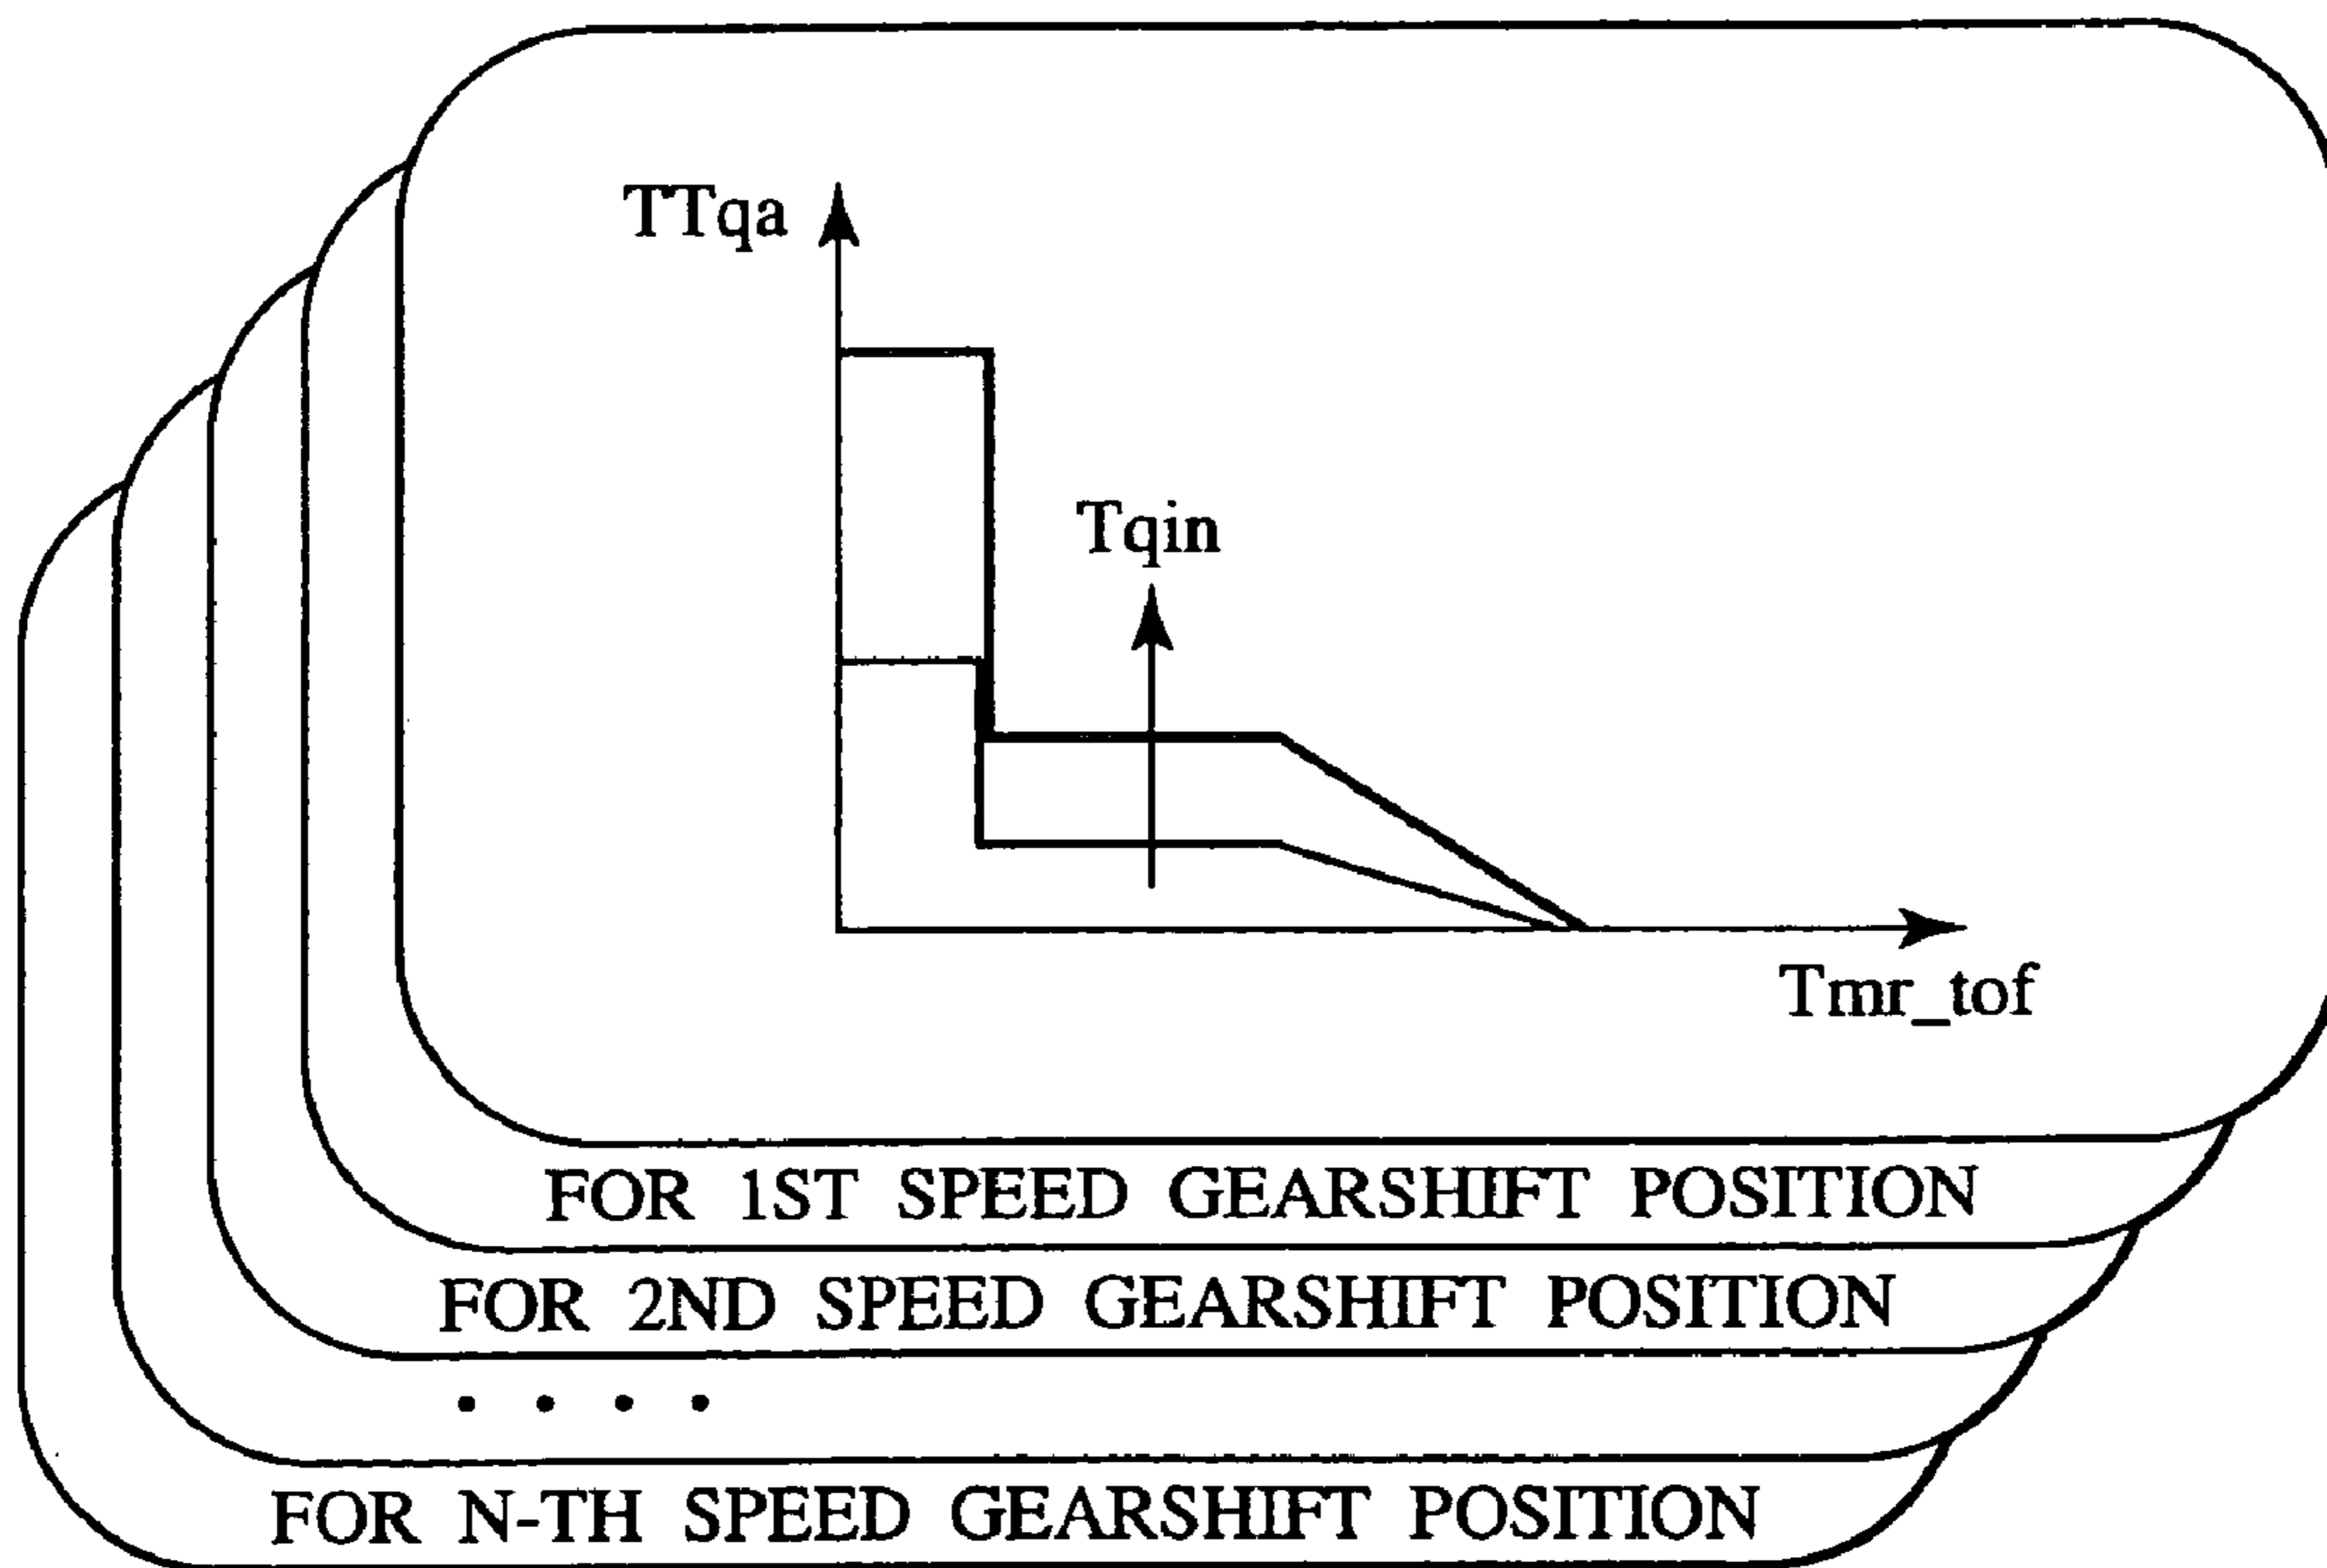 TTqa
Tqin
Tmr_tof
FOR 1ST SPEED GEARSHIFT POSITION
FOR 2ND SPEED GEARSHIFT POSITION
. . . .
FOR N-TH SPEED GEARSHIFT POSITION